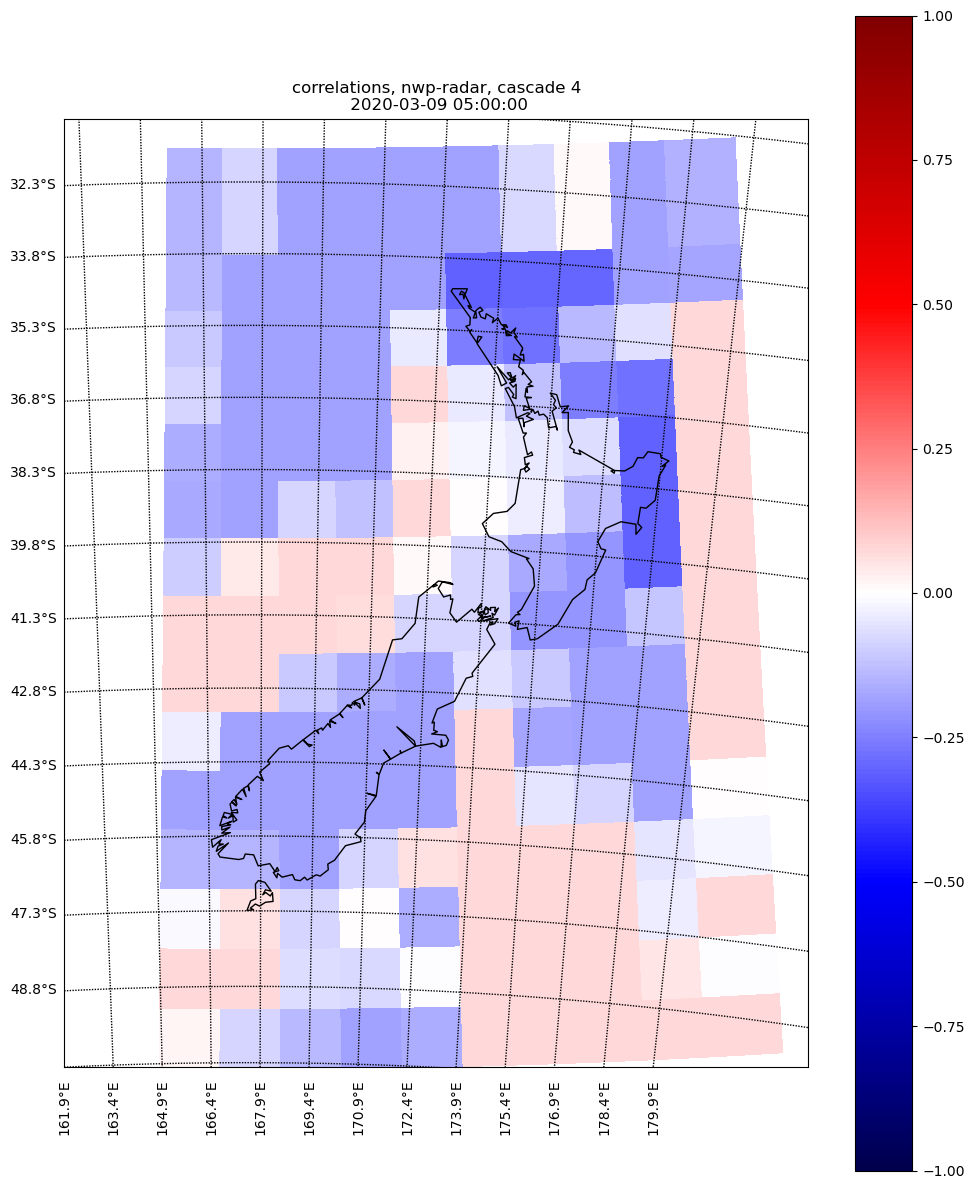 correlations, nwp-radar, cascade 4
2020-03-09 05:00:00
32.3°S
33.8°S
35.3°S
36.8°S
38.3°S
39.8°S
41.3°S
42.8°S
44.3°S
45.8°S
47.3°S
48.8°S
161.9°E
163.4°E
164.9°E
166.4°E
167.9°E
169.4°E
170.9°E
172.4°E
173.9°E
175.4°E
176.9°E
178.4°E
179.9°E
1.00
0.75
0.50
0.25
0.00
−0.25
−0.50
−0.75
−1.00